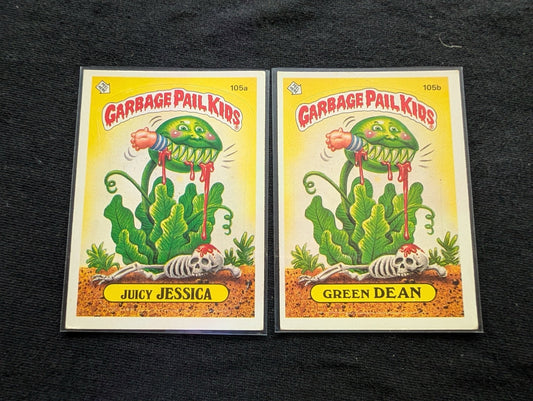 105a
GARBAGE PAIL KIDS
JUICY JESSICA
105b
GARBAGE PAIL KIDS
GREEN DEAN